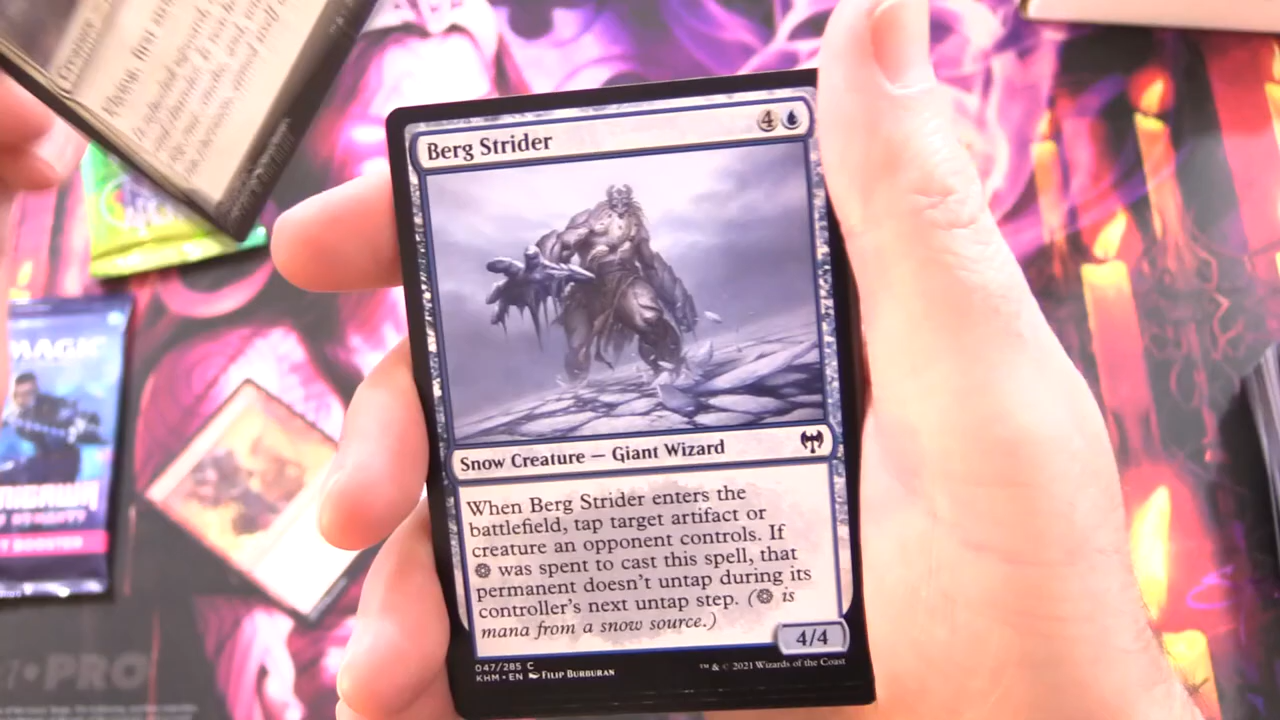 Creature
Berg Strider
4
Snow Creature — Giant Wizard
When Berg Strider enters the
battlefield, tap target artifact or
creature an opponent controls. If
was spent to cast this spell, that
permanent doesn't untap during its
controller's next untap step. ( is
mana from a snow source.)
4/4
047/285 C
KHM • EN Filip Burburan
™ & © 2021 Wizards of the Coast
MAGIC
BOOSTER
PRO